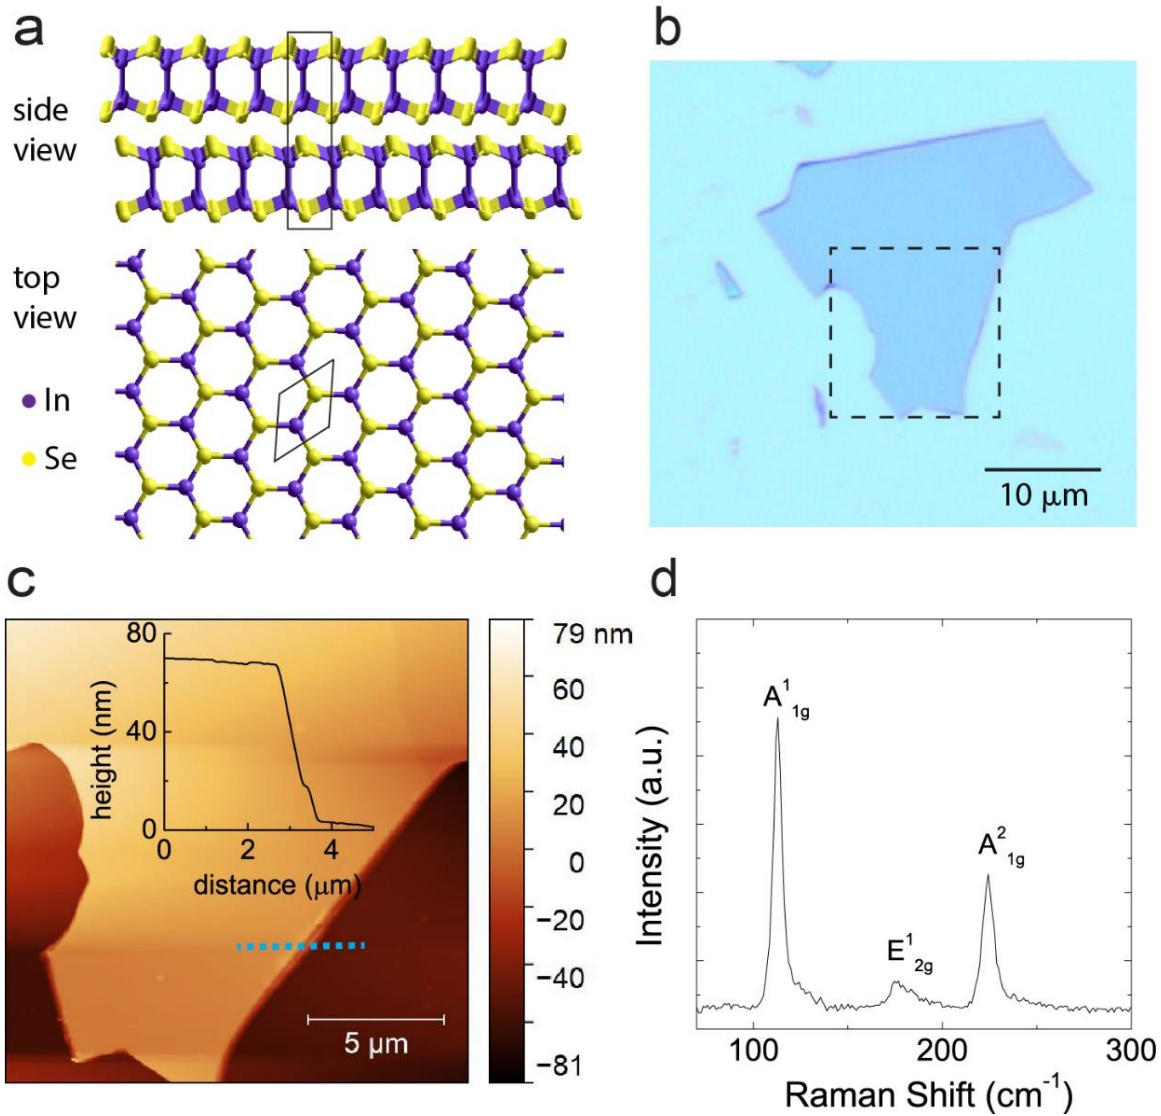 a
side
view
top
view
In
Se
b
10 μm
c
80
40
0
height (nm)
0 2 4
distance (μm)
5 μm
79 nm
60
40
20
0
−20
−40
−60
−81
d
A¹₁g
E¹₂g
A²₁g
Intensity (a.u.)
100 200 300
Raman Shift (cm⁻¹)